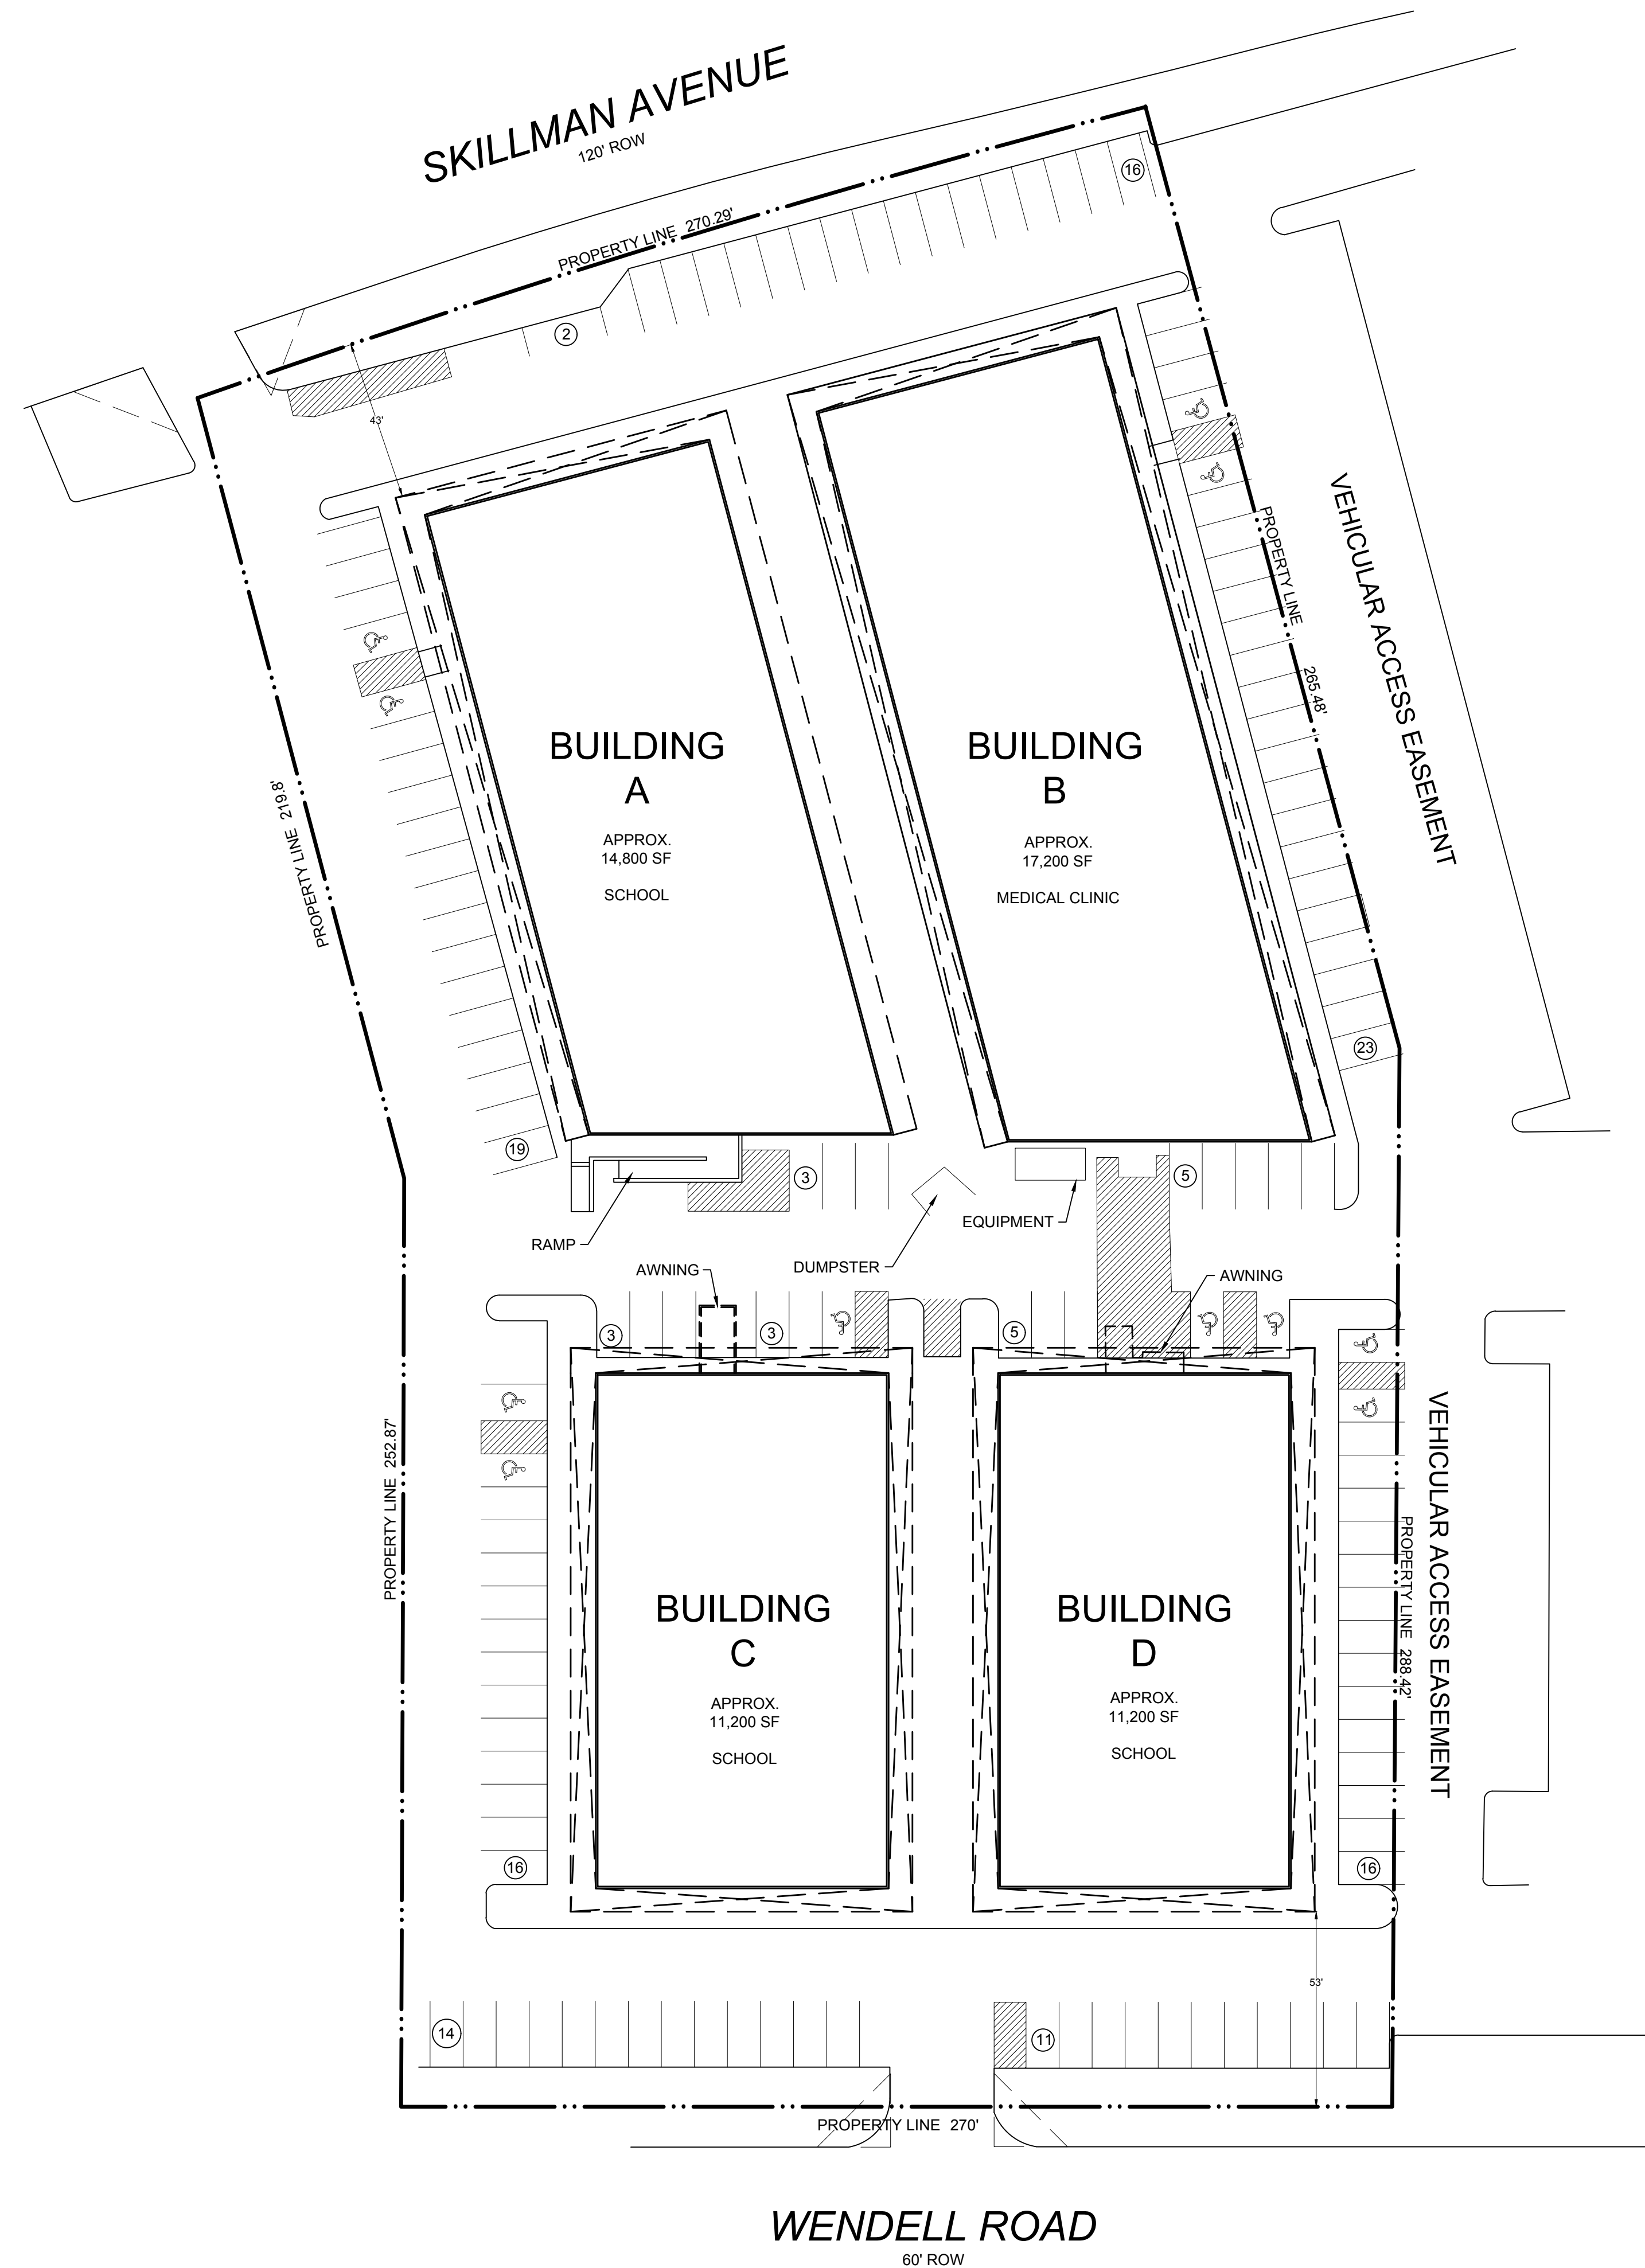 SKILLMAN AVENUE
120' ROW
16
PROPERTY LINE 270.29'
2
43'
VEHICULAR ACCESS EASEMENT
PROPERTY LINE 265.48'
PROPERTY LINE 219.8'
BUILDING
A
APPROX.
14,800 SF
SCHOOL
BUILDING
B
APPROX.
17,200 SF
MEDICAL CLINIC
23
19
3
5
RAMP
EQUIPMENT
DUMPSTER
AWNING
AWNING
3
3
5
PROPERTY LINE 252.87'
VEHICULAR ACCESS EASEMENT
PROPERTY LINE 288.42'
BUILDING
C
APPROX.
11,200 SF
SCHOOL
BUILDING
D
APPROX.
11,200 SF
SCHOOL
16
16
53'
14
11
PROPERTY LINE 270'
WENDELL ROAD
60' ROW